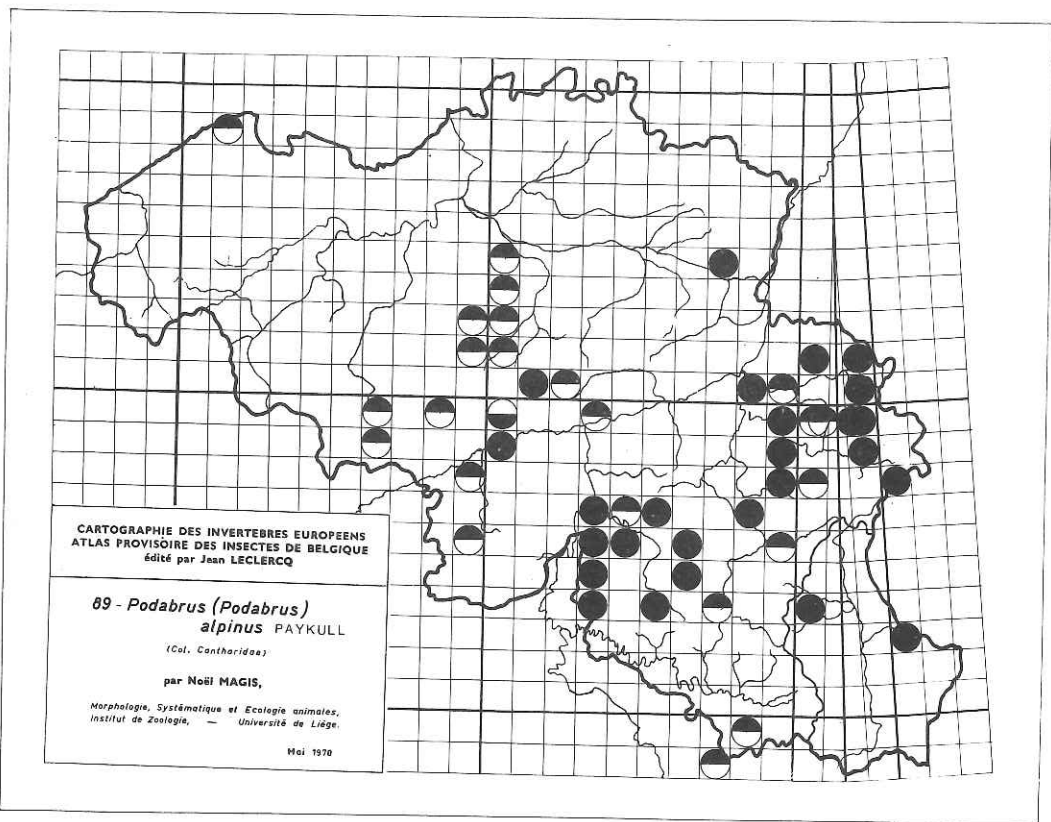 CARTOGRAPHIE DES INVERTEBRES EUROPEENS
ATLAS PROVISOIRE DES INSECTES DE BELGIQUE
édité par Jean LECLERCQ
89 - Podabrus (Podabrus)
alpinus PAYKULL
(Col. Cantharidae)
par Noël MAGIS,
Morphologie, Systématique et Ecologie animales,
Institut de Zoologie, — Université de Liége.
Mai 1970